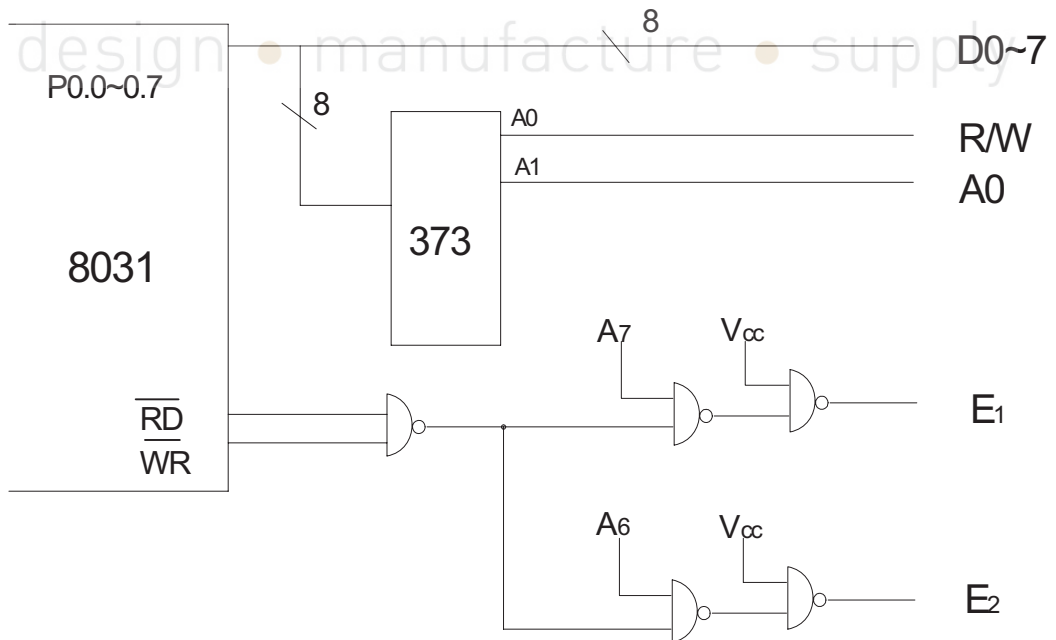 design • manufacture • supply
8
D0~7
P0.0~0.7
8
A0
R/W
A1
A0
373
8031
A7
Vcc
RD
E1
WR
A6
Vcc
E2